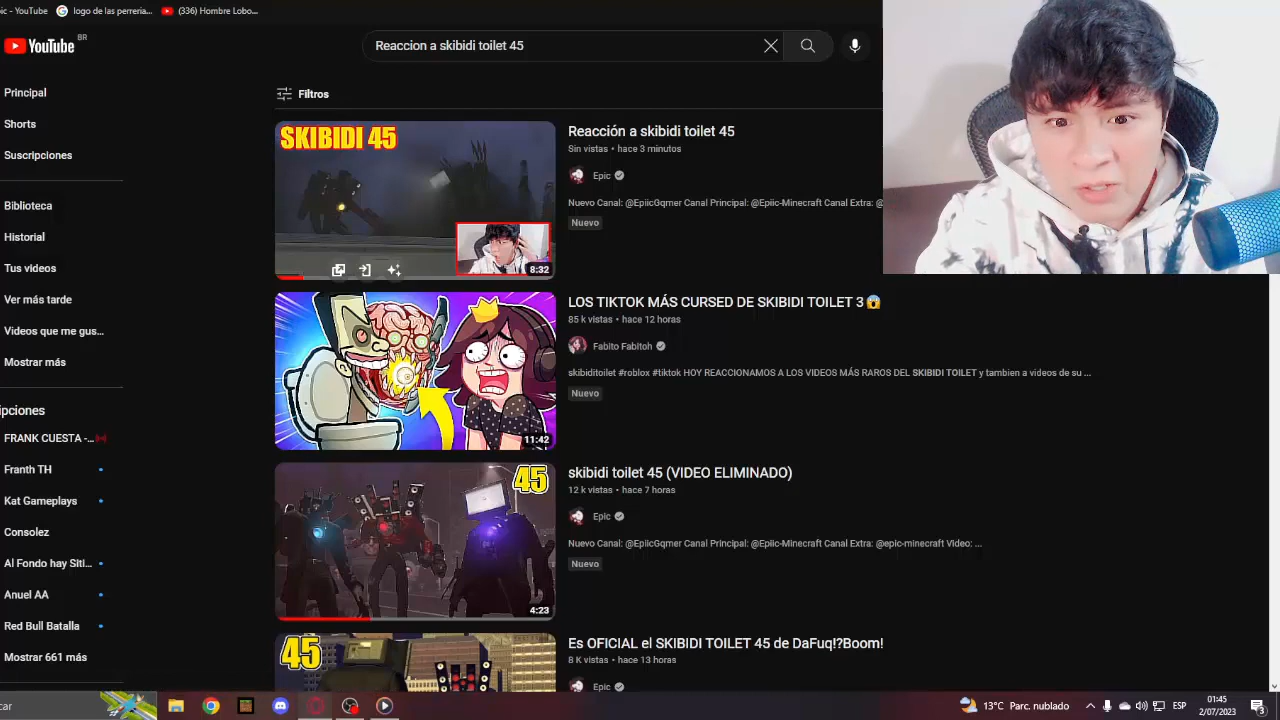 ic - YouTube
logo de las perreria...
(336) Hombre Lobo...
YouTube BR
Reaccion a skibidi toilet 45
Principal
Shorts
Suscripciones
Biblioteca
Historial
Tus videos
Ver más tarde
Videos que me gus...
Mostrar más
ipciones
FRANK CUESTA -...
Franth TH
Kat Gameplays
Consolez
Al Fondo hay Siti...
Anuel AA
Red Bull Batalla
Mostrar 661 más
Filtros
SKIBIDI 45
8:32
Reacción a skibidi toilet 45
Sin vistas • hace 3 minutos
Epic
Nuevo Canal: @EpiicGqmer Canal Principal: @Epiic-Minecraft Canal Extra: @
Nuevo
11:42
LOS TIKTOK MÁS CURSED DE SKIBIDI TOILET 3 😱
85 k vistas • hace 12 horas
Fabito Fabitoh
skibiditoilet #roblox #tiktok HOY REACCIONAMOS A LOS VIDEOS MÁS RAROS DEL SKIBIDI TOILET y tambien a videos de su ...
Nuevo
45
4:23
skibidi toilet 45 (VIDEO ELIMINADO)
12 k vistas • hace 7 horas
Epic
Nuevo Canal: @EpiicGqmer Canal Principal: @Epiic-Minecraft Canal Extra: @epic-minecraft Video: ...
Nuevo
45
Es OFICIAL el SKIBIDI TOILET 45 de DaFuq!?Boom!
8 K vistas • hace 13 horas
Epic
car
13°C Parc. nublado
ESP
01:45
2/07/2023
3